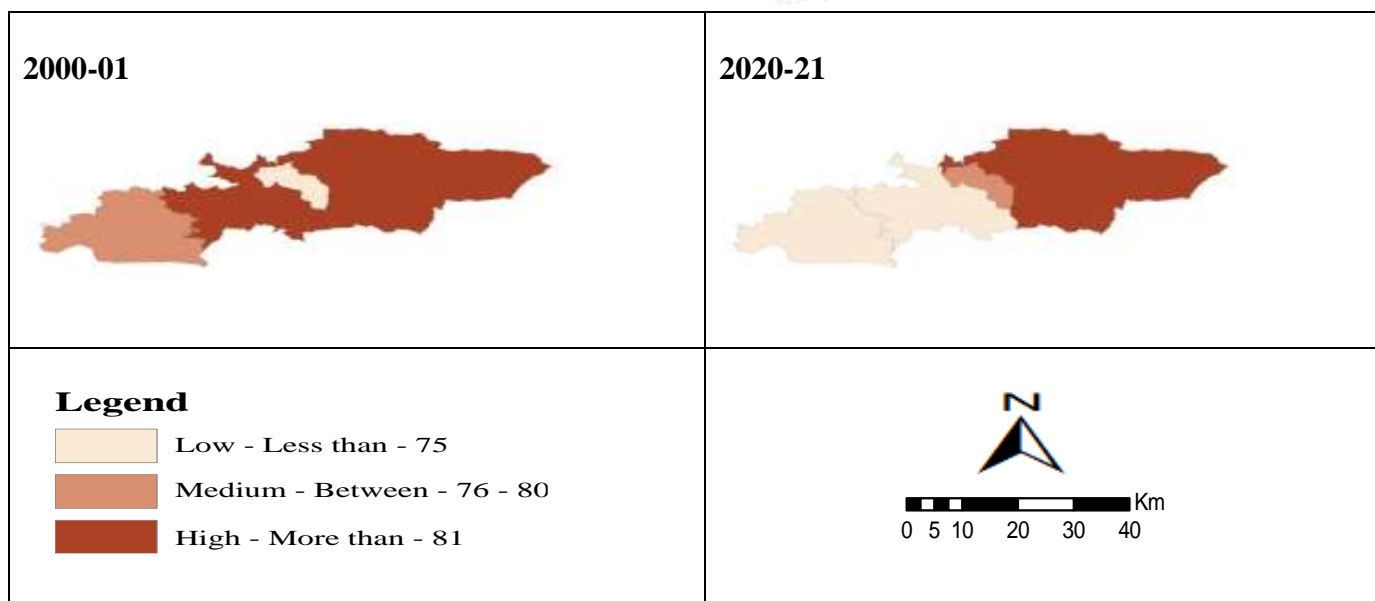 2000-01
2020-21
Legend
Low - Less than - 75
Medium - Between - 76 - 80
High - More than - 81
N
Km
0 5 10 20 30 40